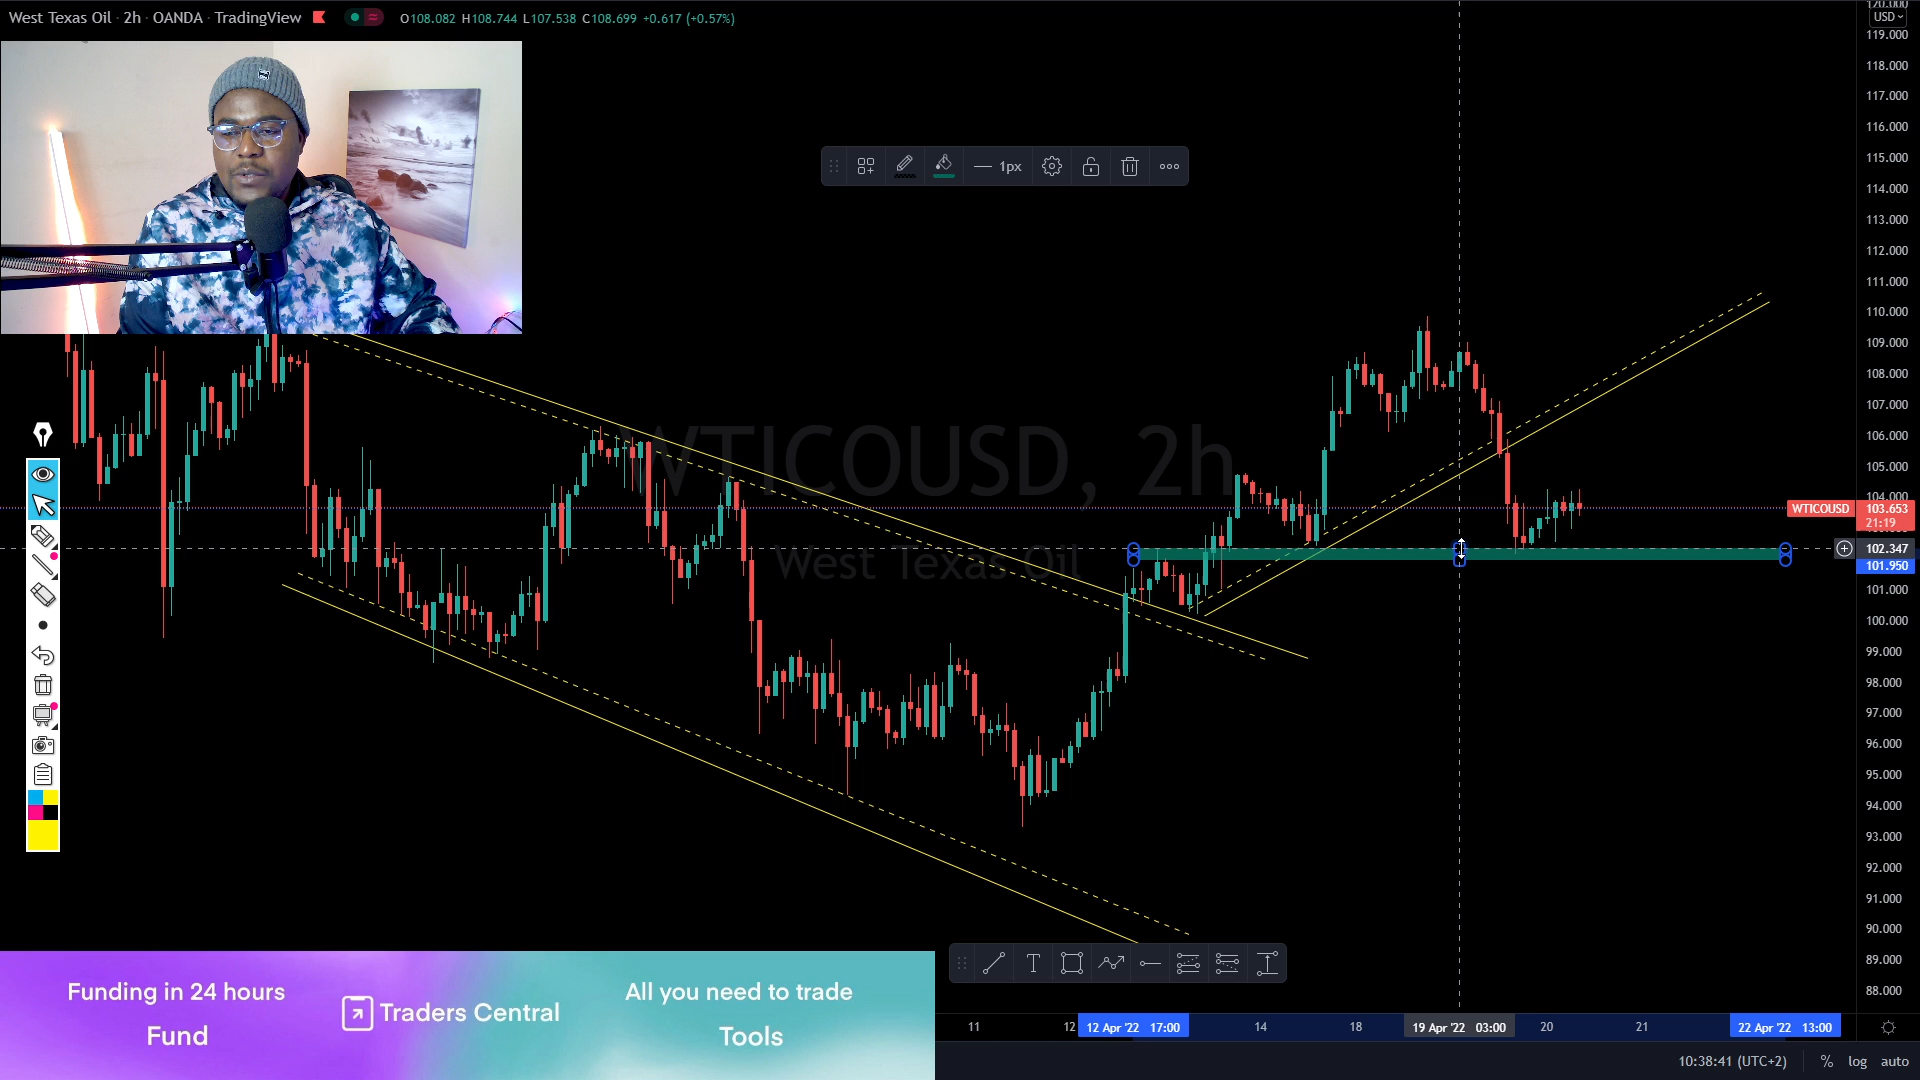 West Texas Oil · 2h · OANDA · TradingView
O108.082 H108.744 L107.538 C108.699 +0.617 (+0.57%)
120.000
USD
119.000
118.000
117.000
116.000
115.000
114.000
113.000
112.000
111.000
110.000
109.000
108.000
107.000
106.000
105.000
104.000
WTICOUSD 103.653
21:19
102.347
101.950
101.000
100.000
99.000
98.000
97.000
96.000
95.000
94.000
93.000
92.000
91.000
90.000
89.000
88.000
1px
WTICOUSD, 2h
West Texas Oil
T
Funding in 24 hours
Fund
Traders Central
All you need to trade
Tools
11 12 12 Apr '22 17:00 14 18 19 Apr '22 03:00 20 21 22 Apr '22 13:00
10:38:41 (UTC+2) % log auto